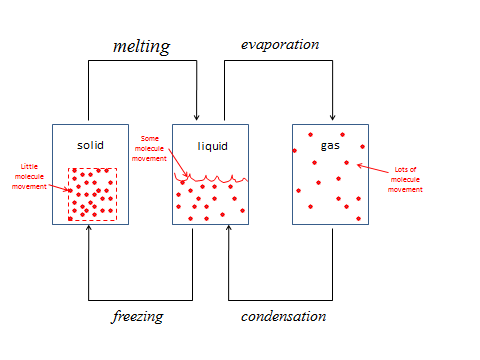 melting
evaporation
solid
Little
molecule
movement
Some
molecule
movement
liquid
gas
Lots of
molecule
movement
freezing
condensation